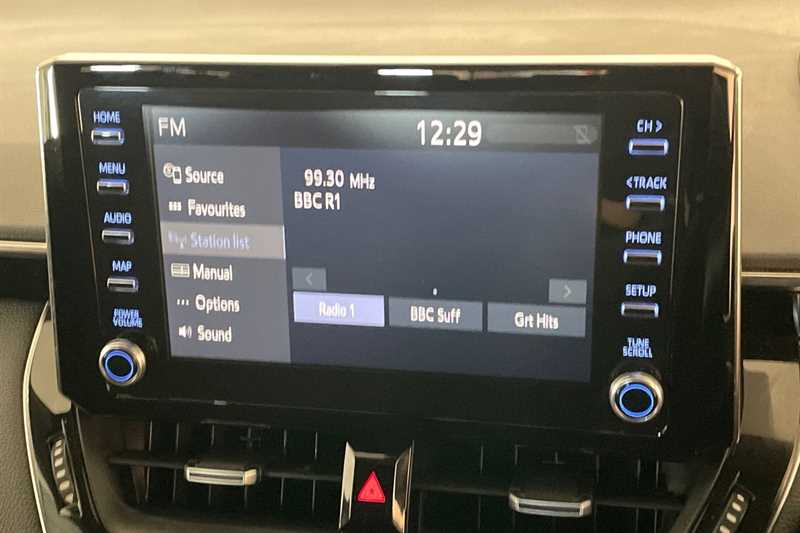 HOME
MENU
AUDIO
MAP
POWER
VOLUME
FM
12:29
Source
Favourites
Station list
Manual
Options
Sound
99.30 MHz
BBC R1
<
>
Radio 1
BBC Suff
Grt Hits
CH >
< TRACK
PHONE
SETUP
TUNE
SCROLL